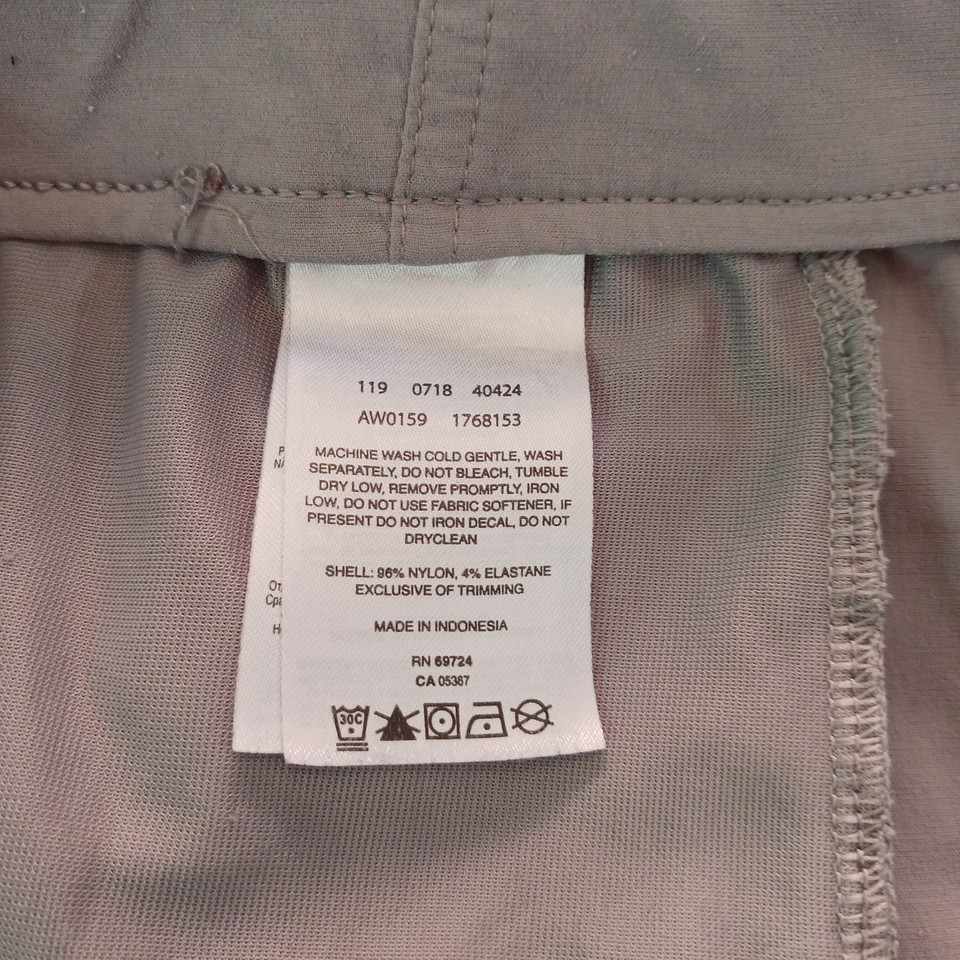 119 0718 40424
AW0159 1768153
MACHINE WASH COLD GENTLE, WASH
SEPARATELY, DO NOT BLEACH, TUMBLE
DRY LOW, REMOVE PROMPTLY, IRON
LOW, DO NOT USE FABRIC SOFTENER, IF
PRESENT DO NOT IRON DECAL, DO NOT
DRYCLEAN
SHELL: 96% NYLON, 4% ELASTANE
EXCLUSIVE OF TRIMMING
MADE IN INDONESIA
RN 69724
CA 05367
30C